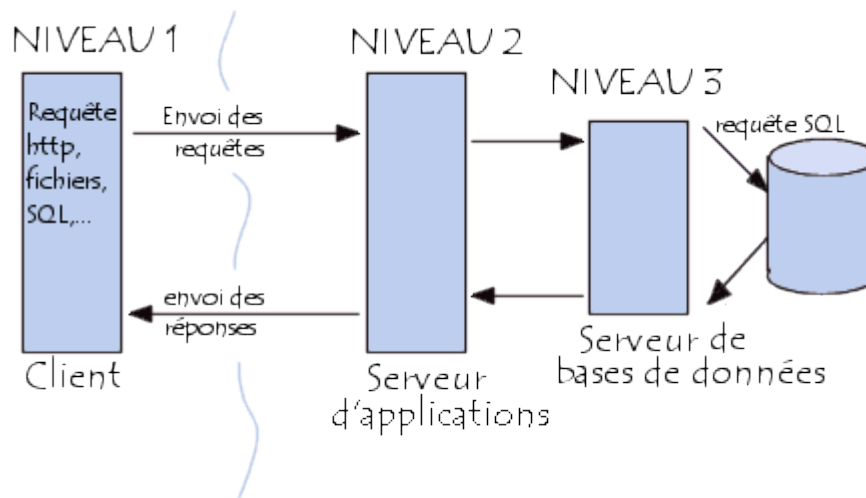 NIVEAU 1
NIVEAU 2
NIVEAU 3
Requête
http,
fichiers,
SQL,...
Envoi des
requêtes
requête SQL
envoi des
réponses
Client
Serveur
d'applications
Serveur de
bases de données